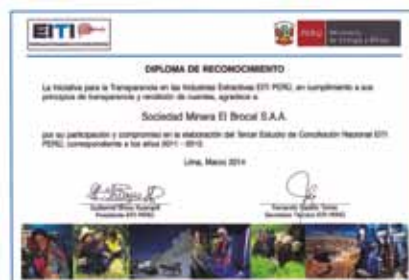 EITI
PERÚ Ministerio de Energía y Minas
DIPLOMA DE RECONOCIMIENTO
La Iniciativa para la Transparencia en las Industrias Extractivas EITI PERÚ, en cumplimiento a sus
principios de transparencia y rendición de cuentas, agradece a:
Sociedad Minera El Brocal S.A.A.
por su participación y compromiso en la elaboración del Tercer Estudio de Conciliación Nacional EITI
PERÚ, correspondiente a los años 2011 - 2012.
Lima, Marzo 2014
Presidente EITI PERÚ
Secretario Técnico EITI PERÚ